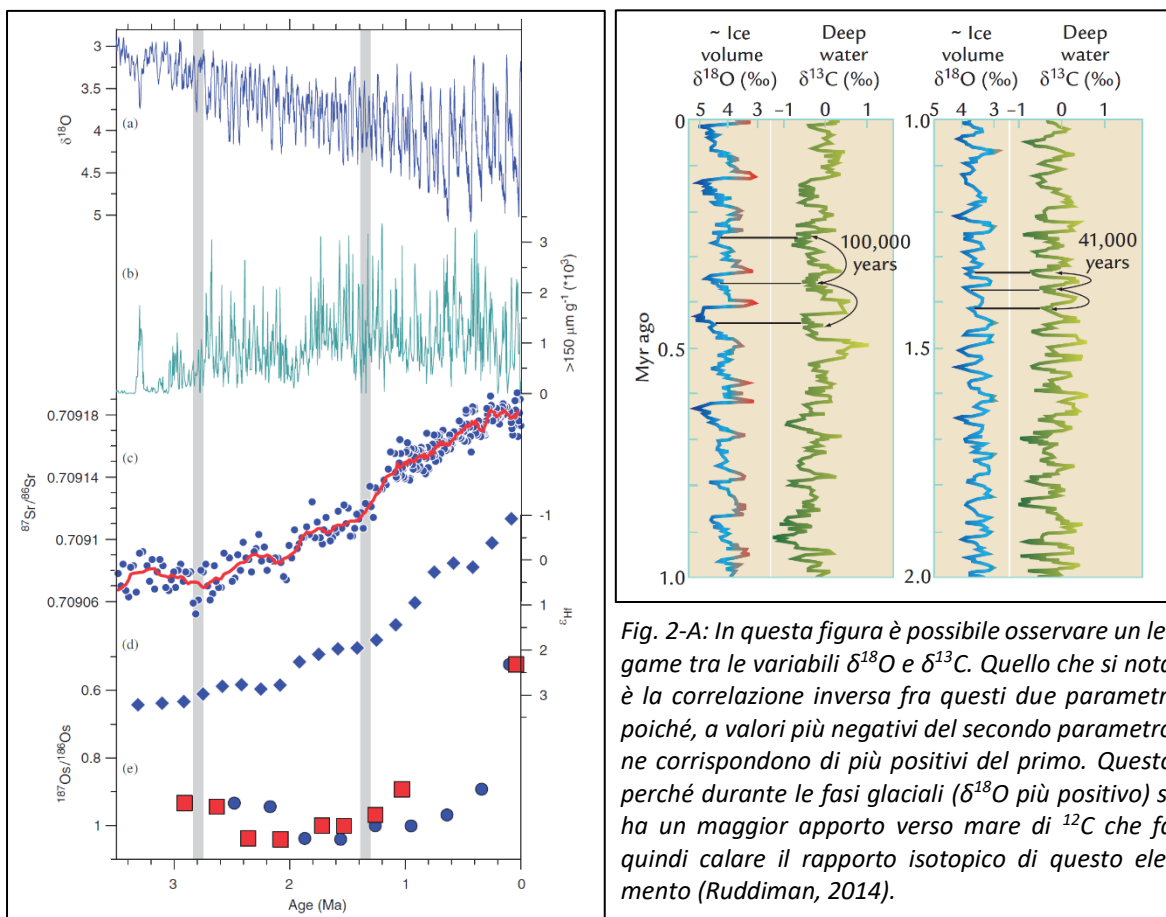 3
3.5
4
4.5
5
δ¹⁸O
(a)
(b)
3
2
1
0
>150 µm g⁻¹ (*10³)
0.70918
0.70914
0.7091
0.70906
⁸⁷Sr/⁸⁶Sr
(c)
-1
0
1
2
3
εHf
(d)
0.6
0.8
1
¹⁸⁷Os/¹⁸⁶Os
(e)
3 2 1 0
Age (Ma)
~ Ice Deep ~ Ice Deep
volume water volume water
δ¹⁸O (‰) δ¹³C (‰) δ¹⁸O (‰) δ¹³C (‰)
5 4 3 −1 0 1 5 4 3 −1 0 1
0 1.0
100,000 41,000
years years
0.5 1.5
Myr ago
1.0 2.0
Fig. 2-A: In questa figura è possibile osservare un le-
game tra le variabili δ¹⁸O e δ¹³C. Quello che si nota
è la correlazione inversa fra questi due parametri
poiché, a valori più negativi del secondo parametro,
ne corrispondono di più positivi del primo. Questo
perché durante le fasi glaciali (δ¹⁸O più positivo) s
ha un maggior apporto verso mare di ¹²C che fa
quindi calare il rapporto isotopico di questo ele-
mento (Ruddiman, 2014).